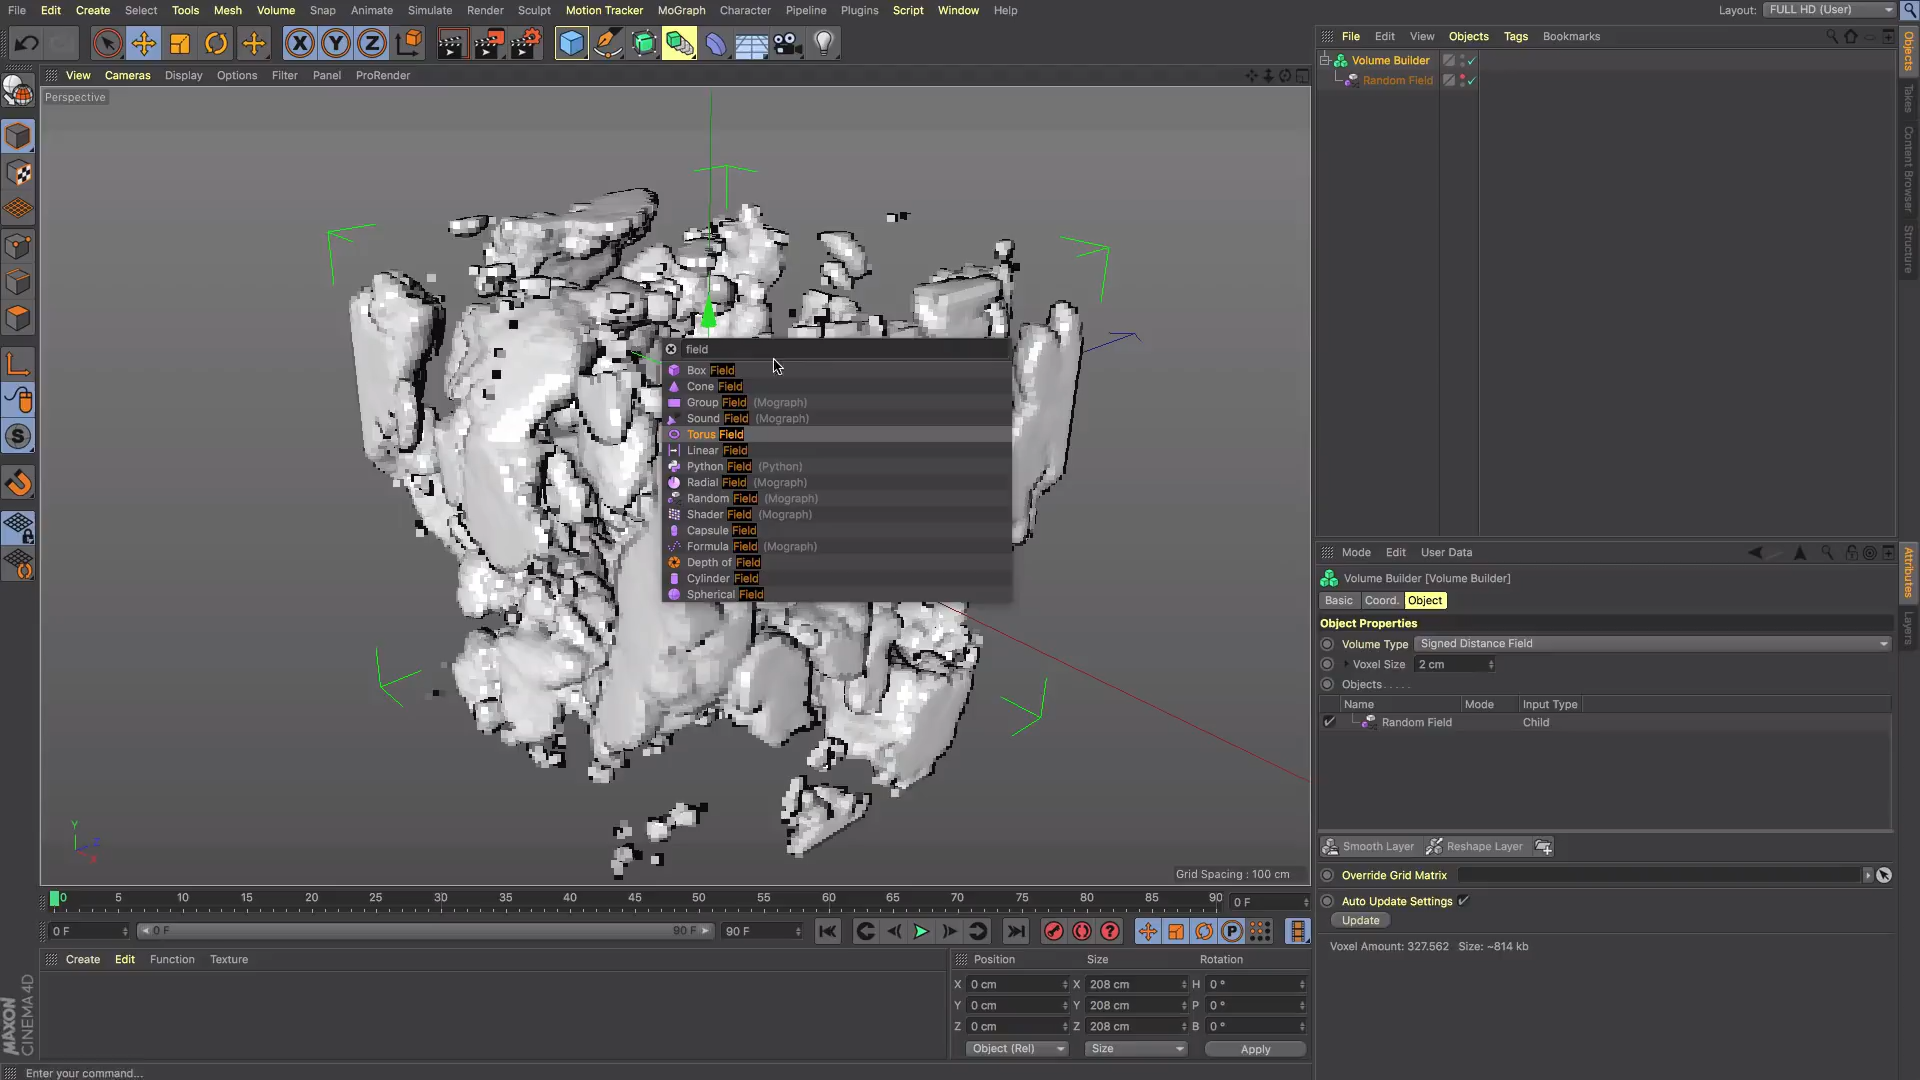 File Edit Create Select Tools Mesh Volume Snap Animate Simulate Render Sculpt Motion Tracker MoGraph Character Pipeline Plugins Script Window Help Layout: FULL HD (User)
X Y Z
File Edit View Objects Tags Bookmarks
View Cameras Display Options Filter Panel ProRender
Volume Builder
Random Field
Perspective
Objects
Takes
Content Browser
Structure
field
Box Field
Cone Field
Group Field (Mograph)
Sound Field (Mograph)
Torus Field
Linear Field
Python Field (Python)
Radial Field (Mograph)
Random Field (Mograph)
Shader Field (Mograph)
Capsule Field
Formula Field (Mograph)
Depth of Field
Cylinder Field
Spherical Field
Mode Edit User Data
Attributes
Layers
Volume Builder [Volume Builder]
Basic Coord. Object
Object Properties
Volume Type Signed Distance Field
Voxel Size 2 cm
Objects . . . . .
Name Mode Input Type
Random Field Child
Smooth Layer Reshape Layer
Override Grid Matrix
Auto Update Settings
Update
Voxel Amount: 327.562 Size: ~814 kb
Y
Z
X
Grid Spacing : 100 cm
0 5 10 15 20 25 30 35 40 45 50 55 60 65 70 75 80 85 90 0 F
0 F 0 F 90 F 90 F
P
Create Edit Function Texture
Position Size Rotation
X 0 cm X 208 cm H 0 °
Y 0 cm Y 208 cm P 0 °
Z 0 cm Z 208 cm B 0 °
Object (Rel) Size Apply
MAXON
CINEMA 4D
Enter your command...